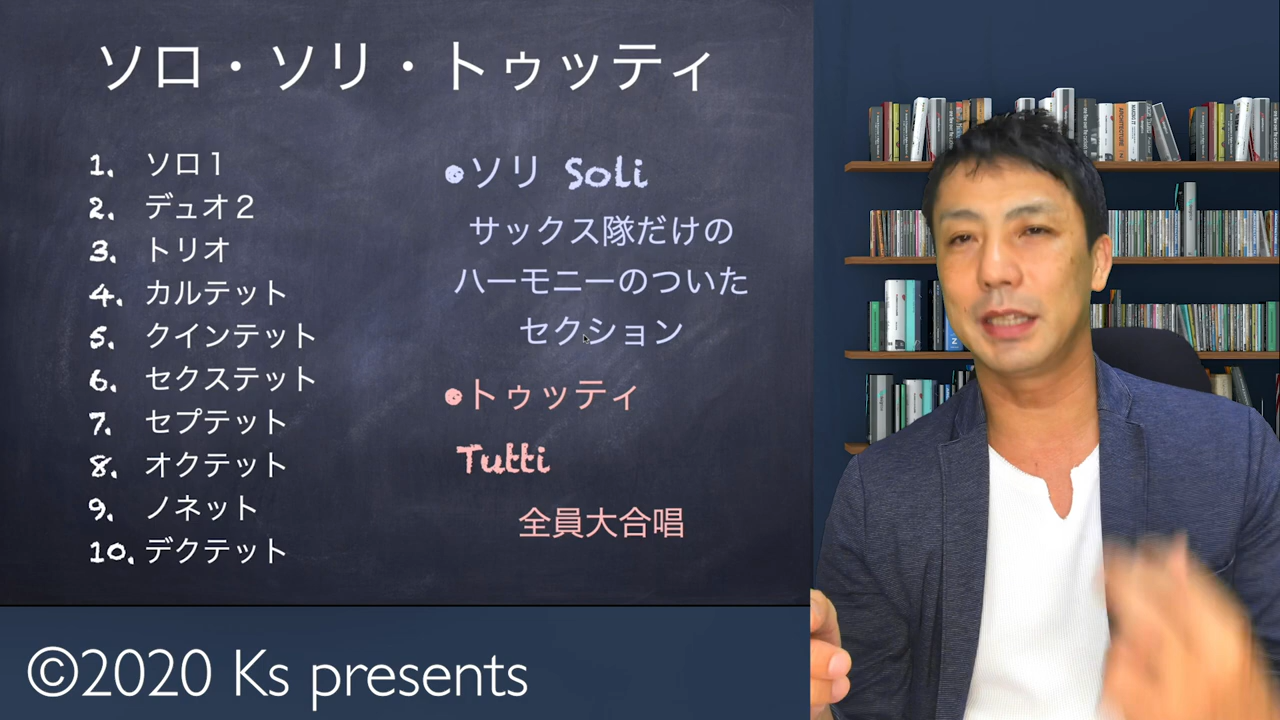 ソロ・ソリ・トゥッティ
1. ソロ１
2. デュオ２
3. トリオ
4. カルテット
5. クインテット
6. セクステット
7. セプテット
8. オクテット
9. ノネット
10. デクテット
●ソリ Soli
サックス隊だけの
ハーモニーのついた
セクション
●トゥッティ
Tutti
全員大合唱
©2020 Ks presents